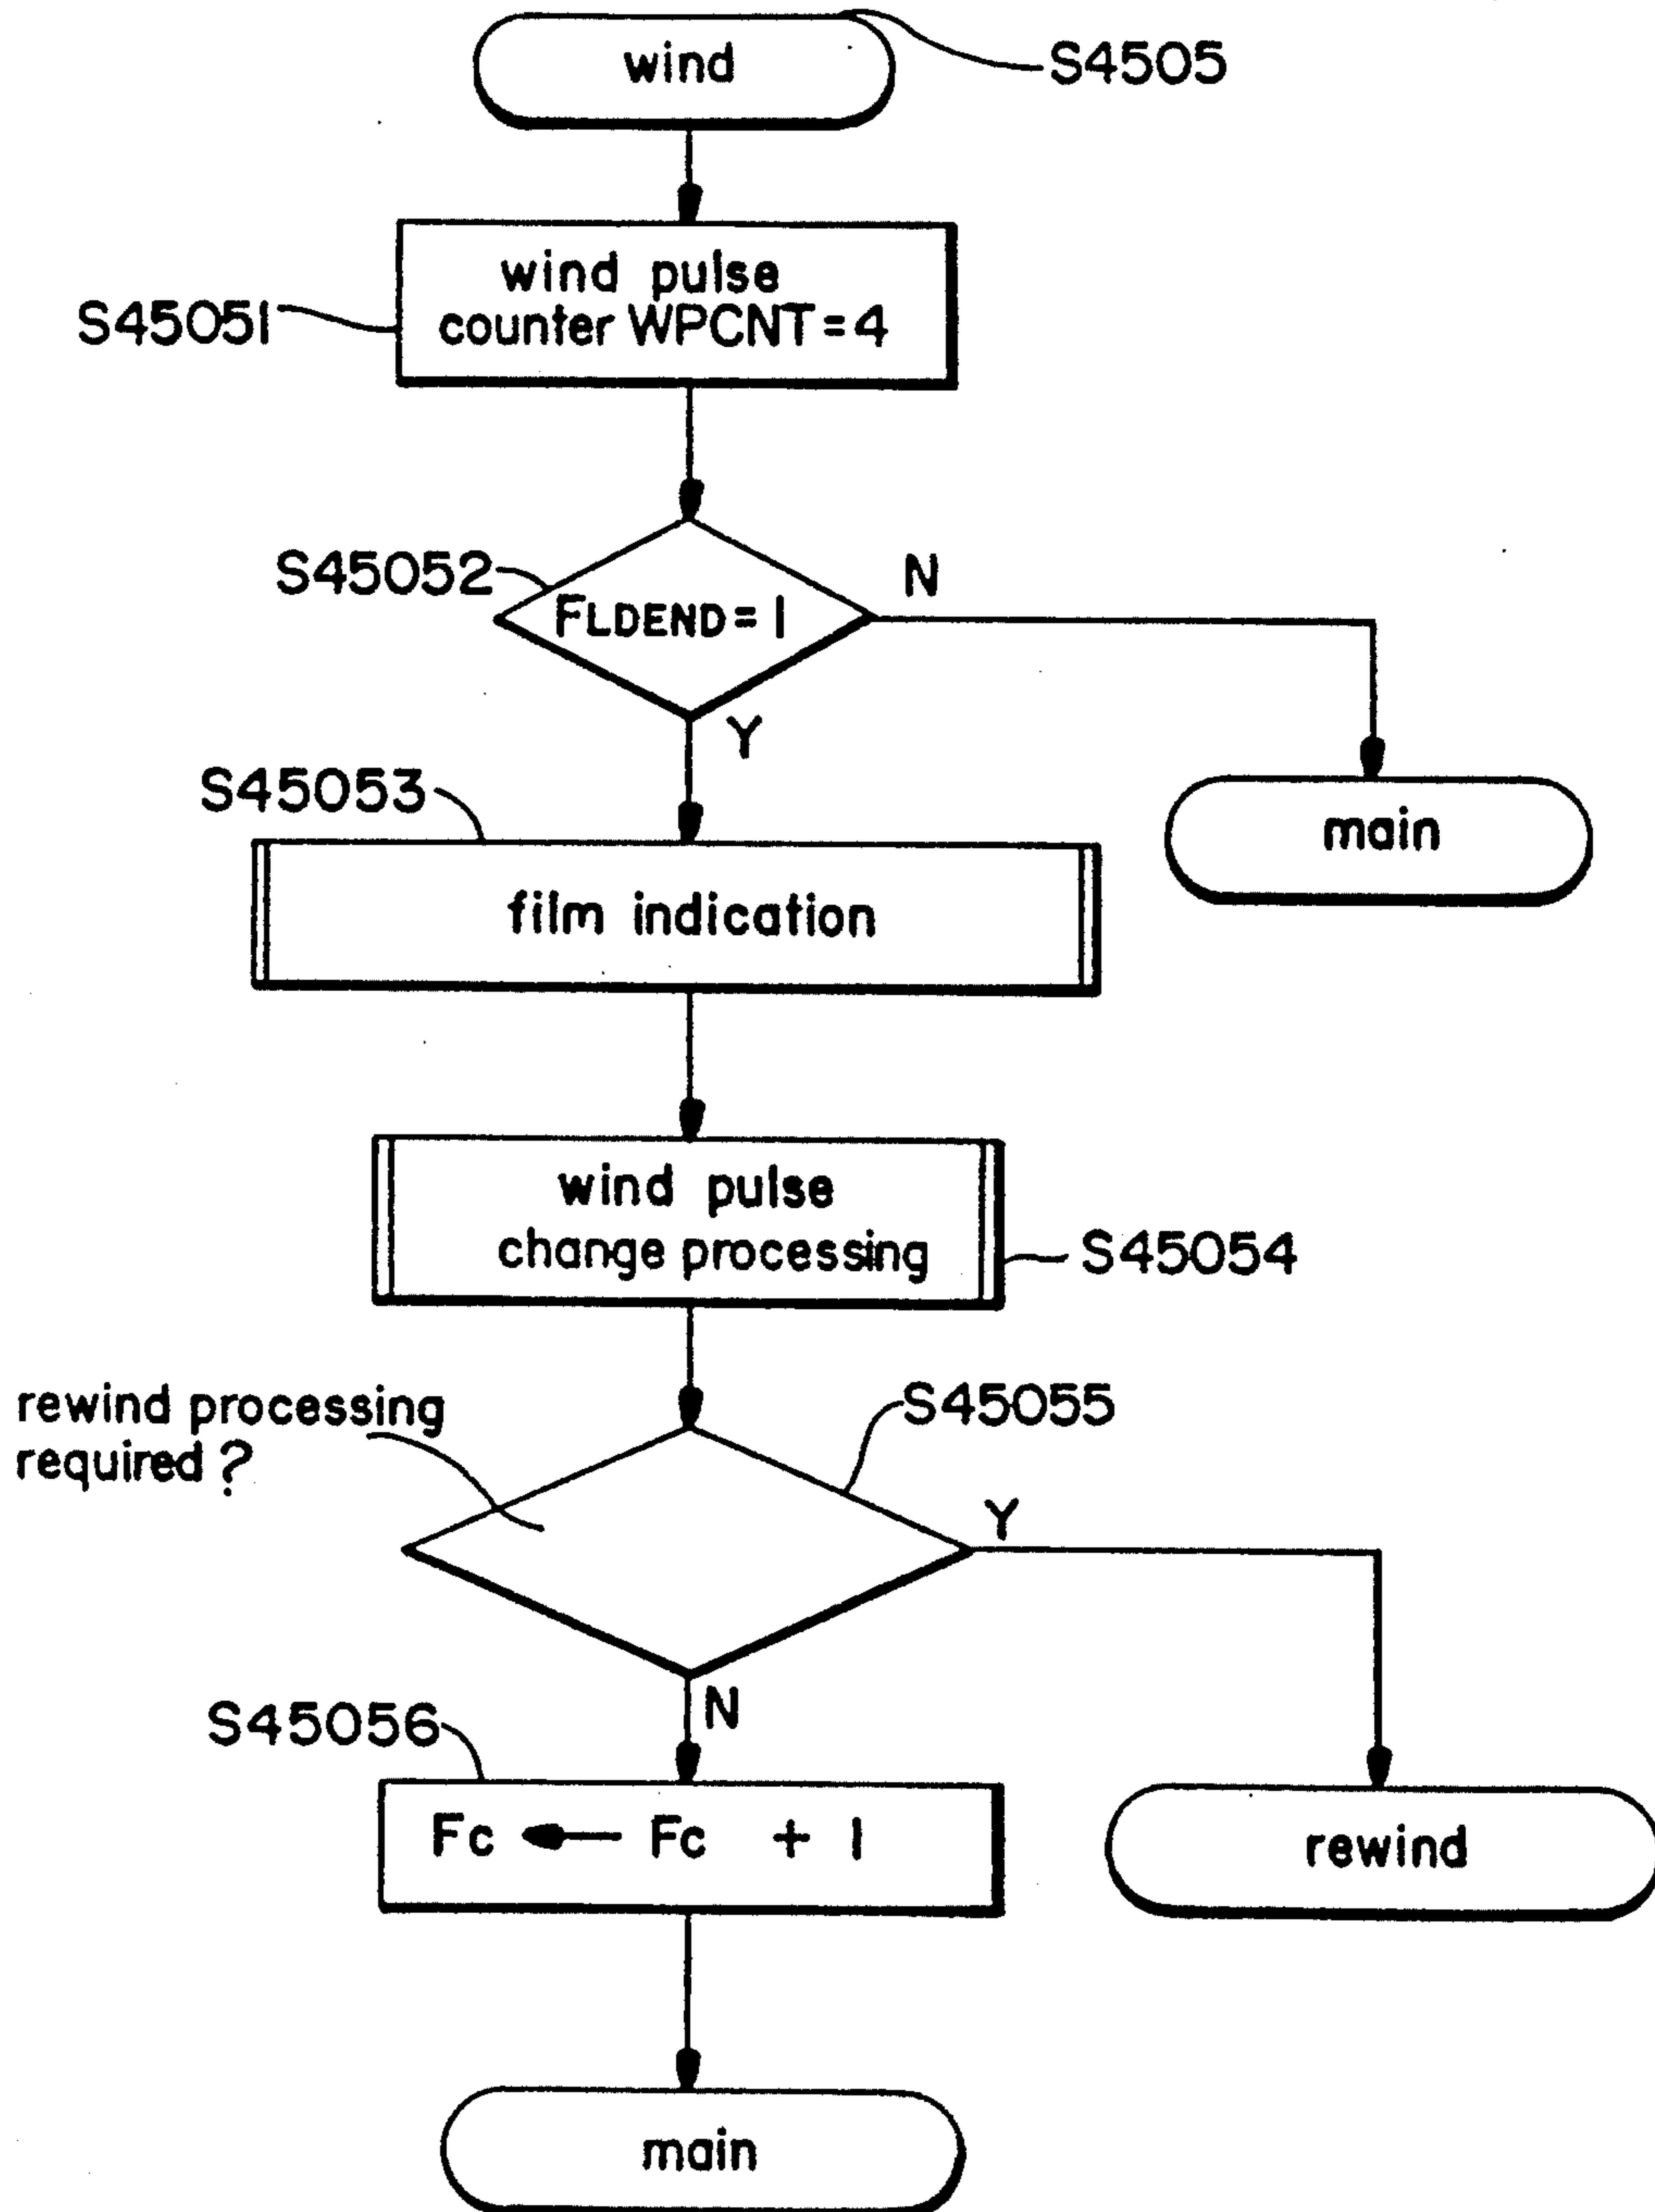 wind
S4505
wind pulse
counter WPCNT = 4
S45051
S45052
FLDEND = 1
N
Y
main
S45053
film indication
wind pulse
change processing
S45054
rewind processing
required ?
S45055
Y
N
S45056
Fc ← Fc + 1
rewind
main